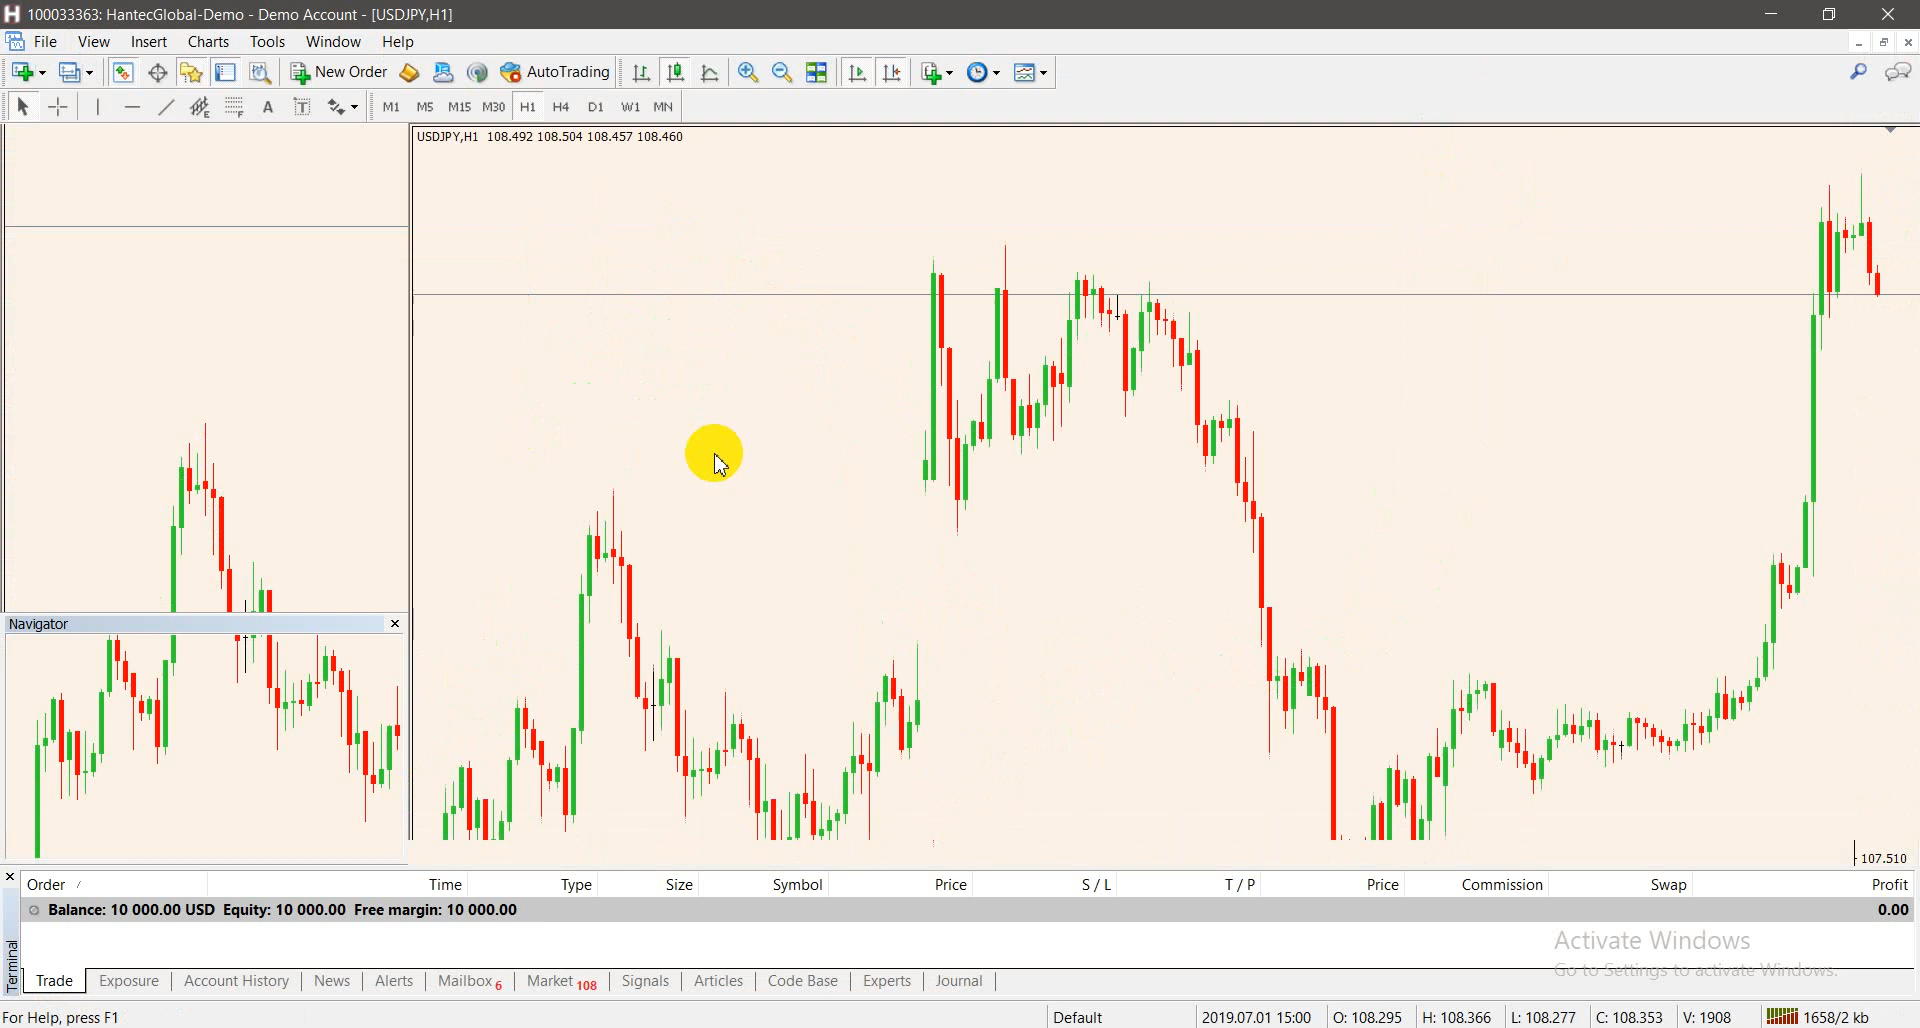 100033363: HantecGlobal-Demo - Demo Account - [USDJPY,H1]
File View Insert Charts Tools Window Help
New Order AutoTrading
A T M1 M5 M15 M30 H1 H4 D1 W1 MN
USDJPY,H1 108.492 108.504 108.457 108.460
Navigator
107.510
Order / Time Type Size Symbol Price S / L T / P Price Commission Swap Profit
Balance: 10 000.00 USD Equity: 10 000.00 Free margin: 10 000.00 0.00
Activate Windows
Go to Settings to activate Windows.
Terminal
Trade Exposure Account History News Alerts Mailbox 6 Market 108 Signals Articles Code Base Experts Journal
For Help, press F1 Default 2019.07.01 15:00 O: 108.295 H: 108.366 L: 108.277 C: 108.353 V: 1908 1658/2 kb